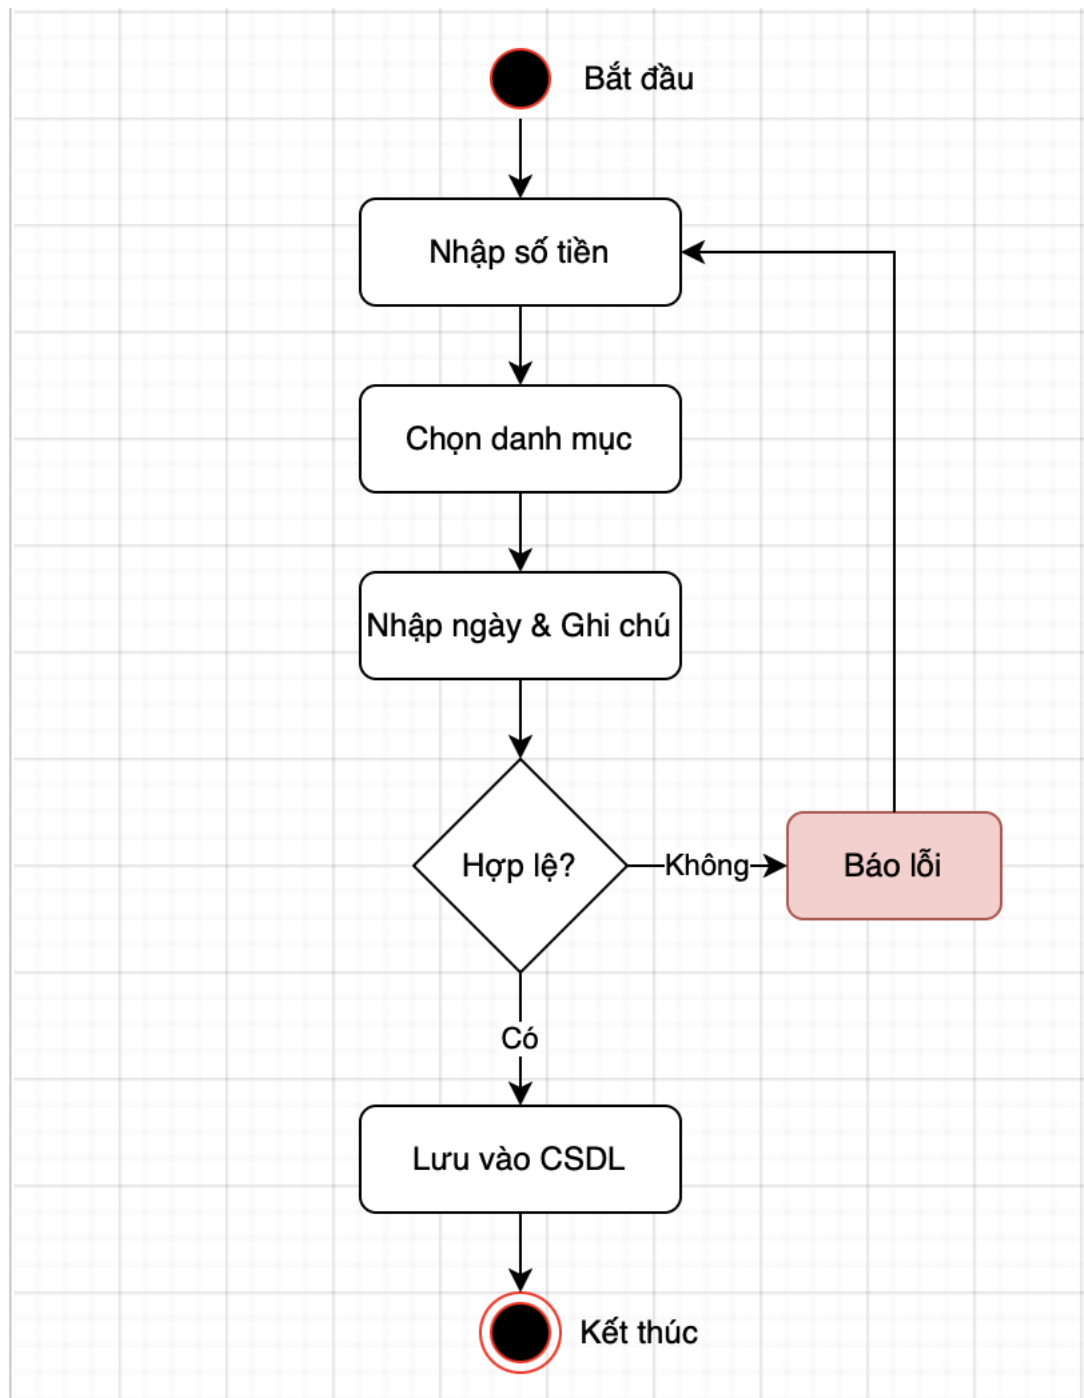 Bắt đầu
Nhập số tiền
Chọn danh mục
Nhập ngày & Ghi chú
Hợp lệ?
Không
Báo lỗi
Có
Lưu vào CSDL
Kết thúc